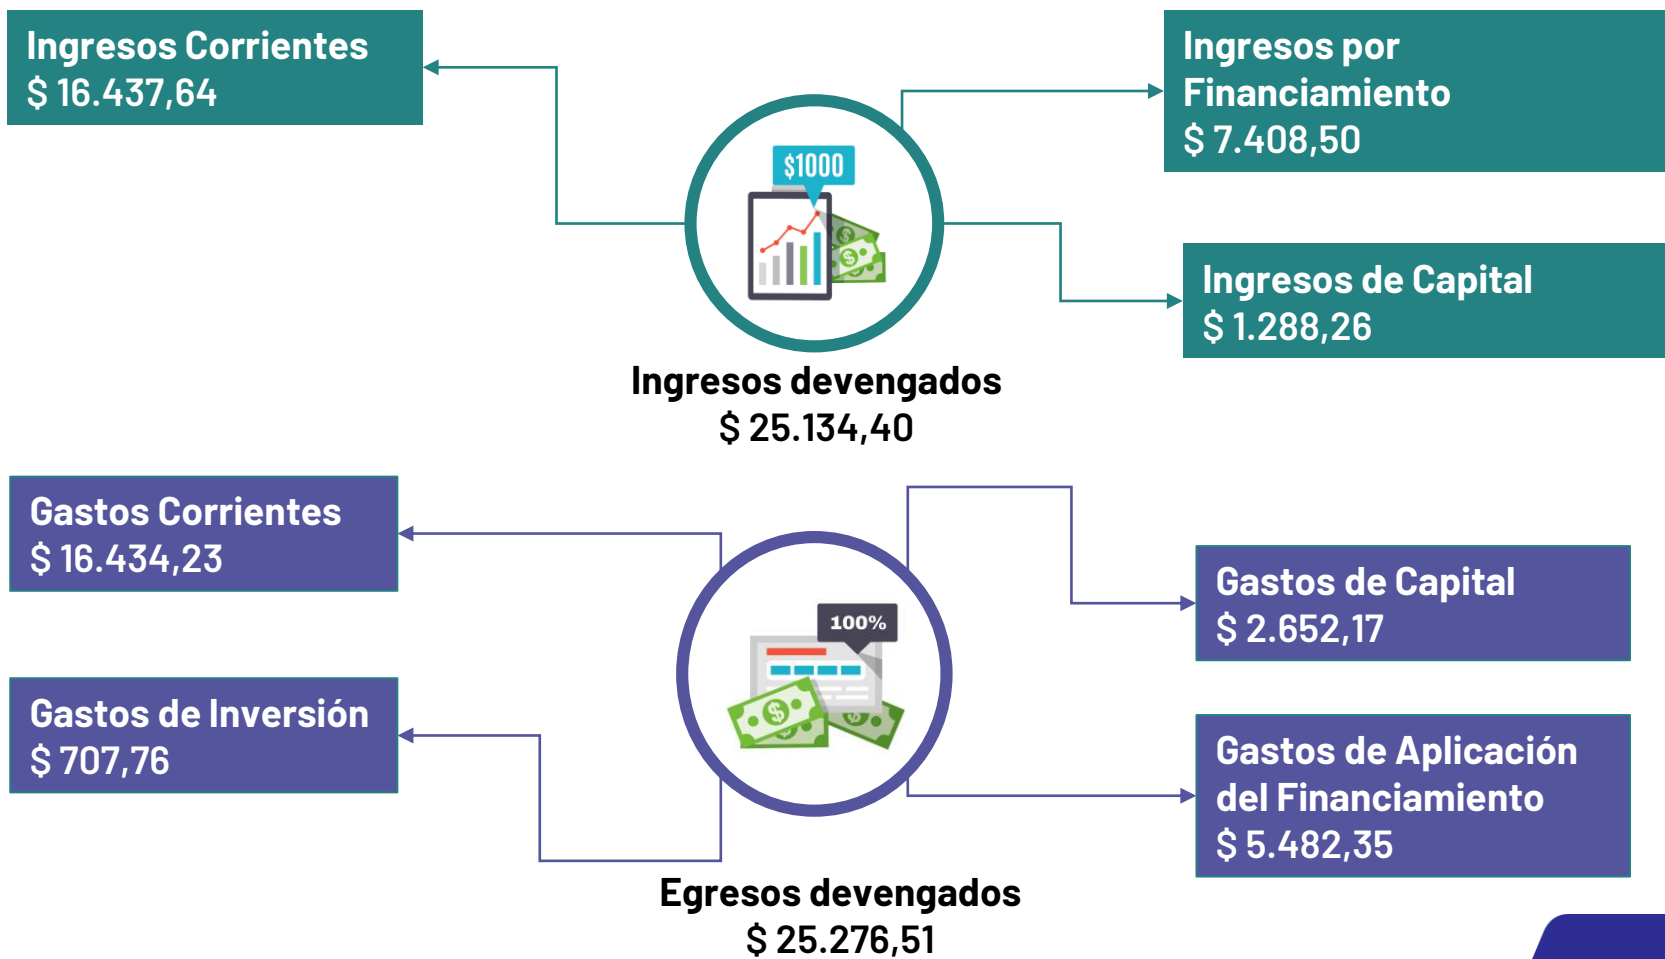 Ingresos Corrientes
$ 16.437,64
Ingresos por
Financiamiento
$ 7.408,50
$1000
Ingresos de Capital
$ 1.288,26
Ingresos devengados
$ 25.134,40
Gastos Corrientes
$ 16.434,23
Gastos de Capital
$ 2.652,17
100%
Gastos de Inversión
$ 707,76
Gastos de Aplicación
del Financiamiento
$ 5.482,35
Egresos devengados
$ 25.276,51